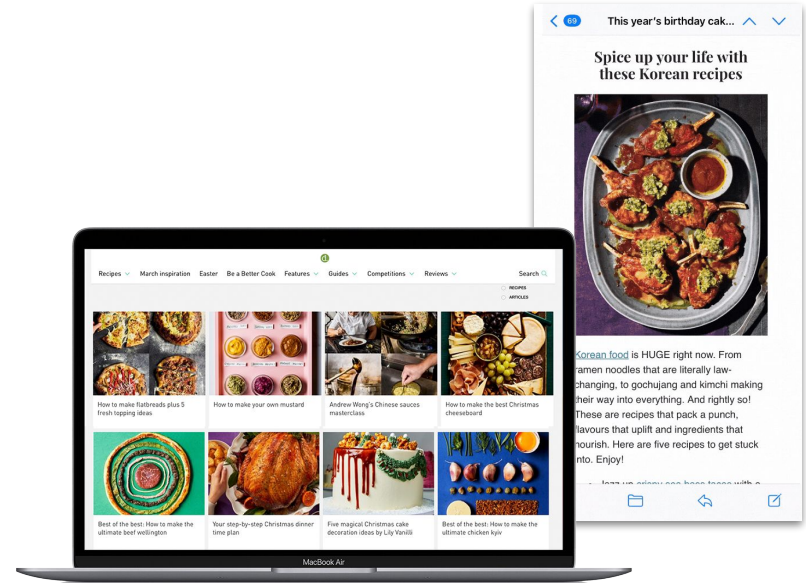 69
This year's birthday cak...
Spice up your life with
these Korean recipes
Korean food is HUGE right now. From
ramen noodles that are literally law-
changing, to gochujang and kimchi making
their way into everything. And rightly so!
These are recipes that pack a punch,
flavours that uplift and ingredients that
nourish. Here are five recipes to get stuck
into. Enjoy!
Recipes
March inspiration
Easter
Be a Better Cook
Features
Guides
Competitions
Reviews
Search
RECIPES
ARTICLES
How to make flatbreads plus 5
fresh topping ideas
How to make your own mustard
Andrew Wong's Chinese sauces
masterclass
How to make the best Christmas
cheeseboard
Best of the best: How to make the
ultimate beef wellington
Your step-by-step Christmas dinner
time plan
Five magical Christmas cake
decoration ideas by Lily Vanilli
Best of the best: How to make the
ultimate chicken kyiv
MacBook Air